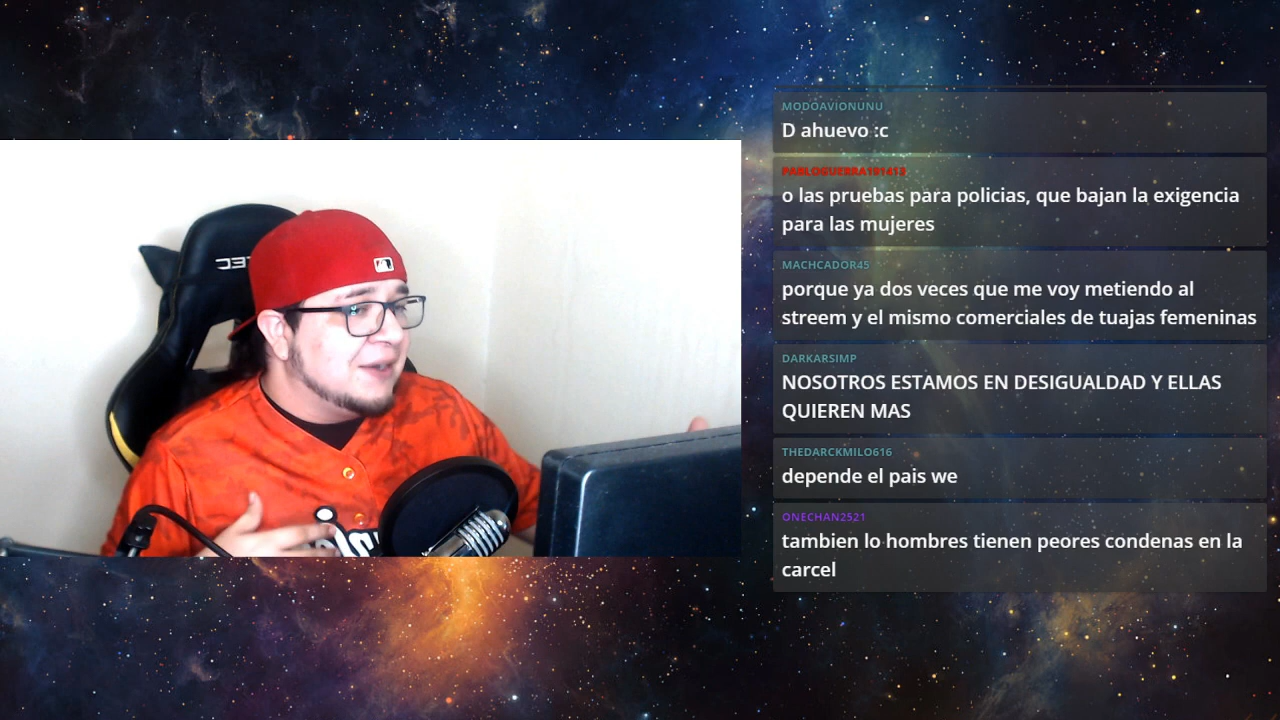 MODOAVIONUNU
D ahuevo :c
PABLOGUERRA191413
o las pruebas para policias, que bajan la exigencia
para las mujeres
MACHCADOR45
porque ya dos veces que me voy metiendo al
streem y el mismo comerciales de tuajas femeninas
DARKARSIMP
NOSOTROS ESTAMOS EN DESIGUALDAD Y ELLAS
QUIEREN MAS
THEDARCKMILO616
depende el pais we
ONECHAN2521
tambien lo hombres tienen peores condenas en la
carcel